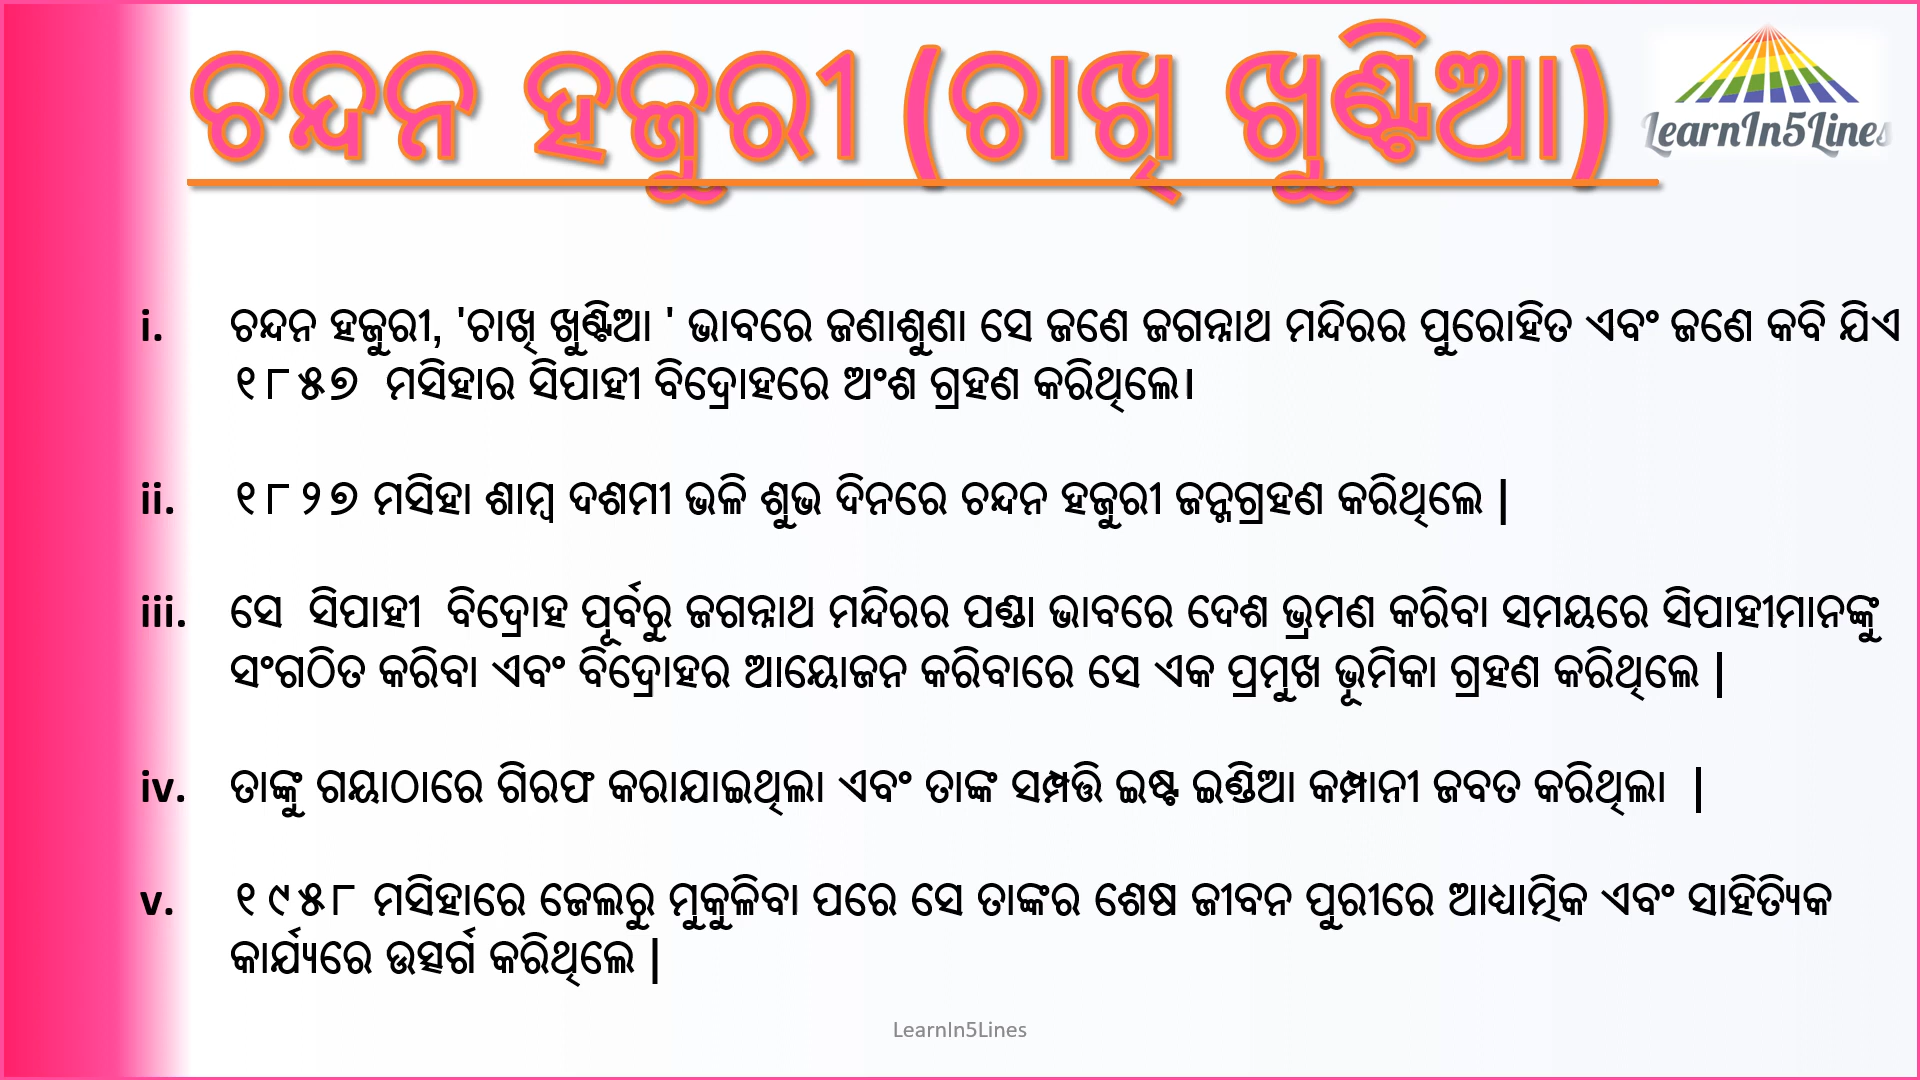 ଚନ୍ଦନ ହଜୁରୀ (ଚାଖି ଖୁଣ୍ଟିଆ)
LearnIn5Lines
i. ଚନ୍ଦନ ହଜୁରୀ, 'ଚାଖି ଖୁଣ୍ଟିଆ ' ଭାବରେ ଜଣାଶୁଣା ସେ ଜଣେ ଜଗନ୍ନାଥ ମନ୍ଦିରର ପୁରୋହିତ ଏବଂ ଜଣେ କବି ଯିଏ
୧୮୫୭ ମସିହାର ସିପାହୀ ବିଦ୍ରୋହରେ ଅଂଶ ଗ୍ରହଣ କରିଥିଲେ।
ii. ୧୮୨୭ ମସିହା ଶାମ୍ବ ଦଶମୀ ଭଳି ଶୁଭ ଦିନରେ ଚନ୍ଦନ ହଜୁରୀ ଜନ୍ମଗ୍ରହଣ କରିଥିଲେ |
iii. ସେ ସିପାହୀ ବିଦ୍ରୋହ ପୂର୍ବରୁ ଜଗନ୍ନାଥ ମନ୍ଦିରର ପଣ୍ଡା ଭାବରେ ଦେଶ ଭ୍ରମଣ କରିବା ସମୟରେ ସିପାହୀମାନଙ୍କୁ
ସଂଗଠିତ କରିବା ଏବଂ ବିଦ୍ରୋହର ଆୟୋଜନ କରିବାରେ ସେ ଏକ ପ୍ରମୁଖ ଭୂମିକା ଗ୍ରହଣ କରିଥିଲେ |
iv. ତାଙ୍କୁ ଗୟାଠାରେ ଗିରଫ କରାଯାଇଥିଲା ଏବଂ ତାଙ୍କ ସମ୍ପତ୍ତି ଇଷ୍ଟ ଇଣ୍ଡିଆ କମ୍ପାନୀ ଜବତ କରିଥିଲା |
v. ୧୯୫୮ ମସିହାରେ ଜେଲରୁ ମୁକୁଳିବା ପରେ ସେ ତାଙ୍କର ଶେଷ ଜୀବନ ପୁରୀରେ ଆଧ୍ୟାତ୍ମିକ ଏବଂ ସାହିତ୍ୟିକ
କାର୍ଯ୍ୟରେ ଉତ୍ସର୍ଗ କରିଥିଲେ |
LearnIn5Lines